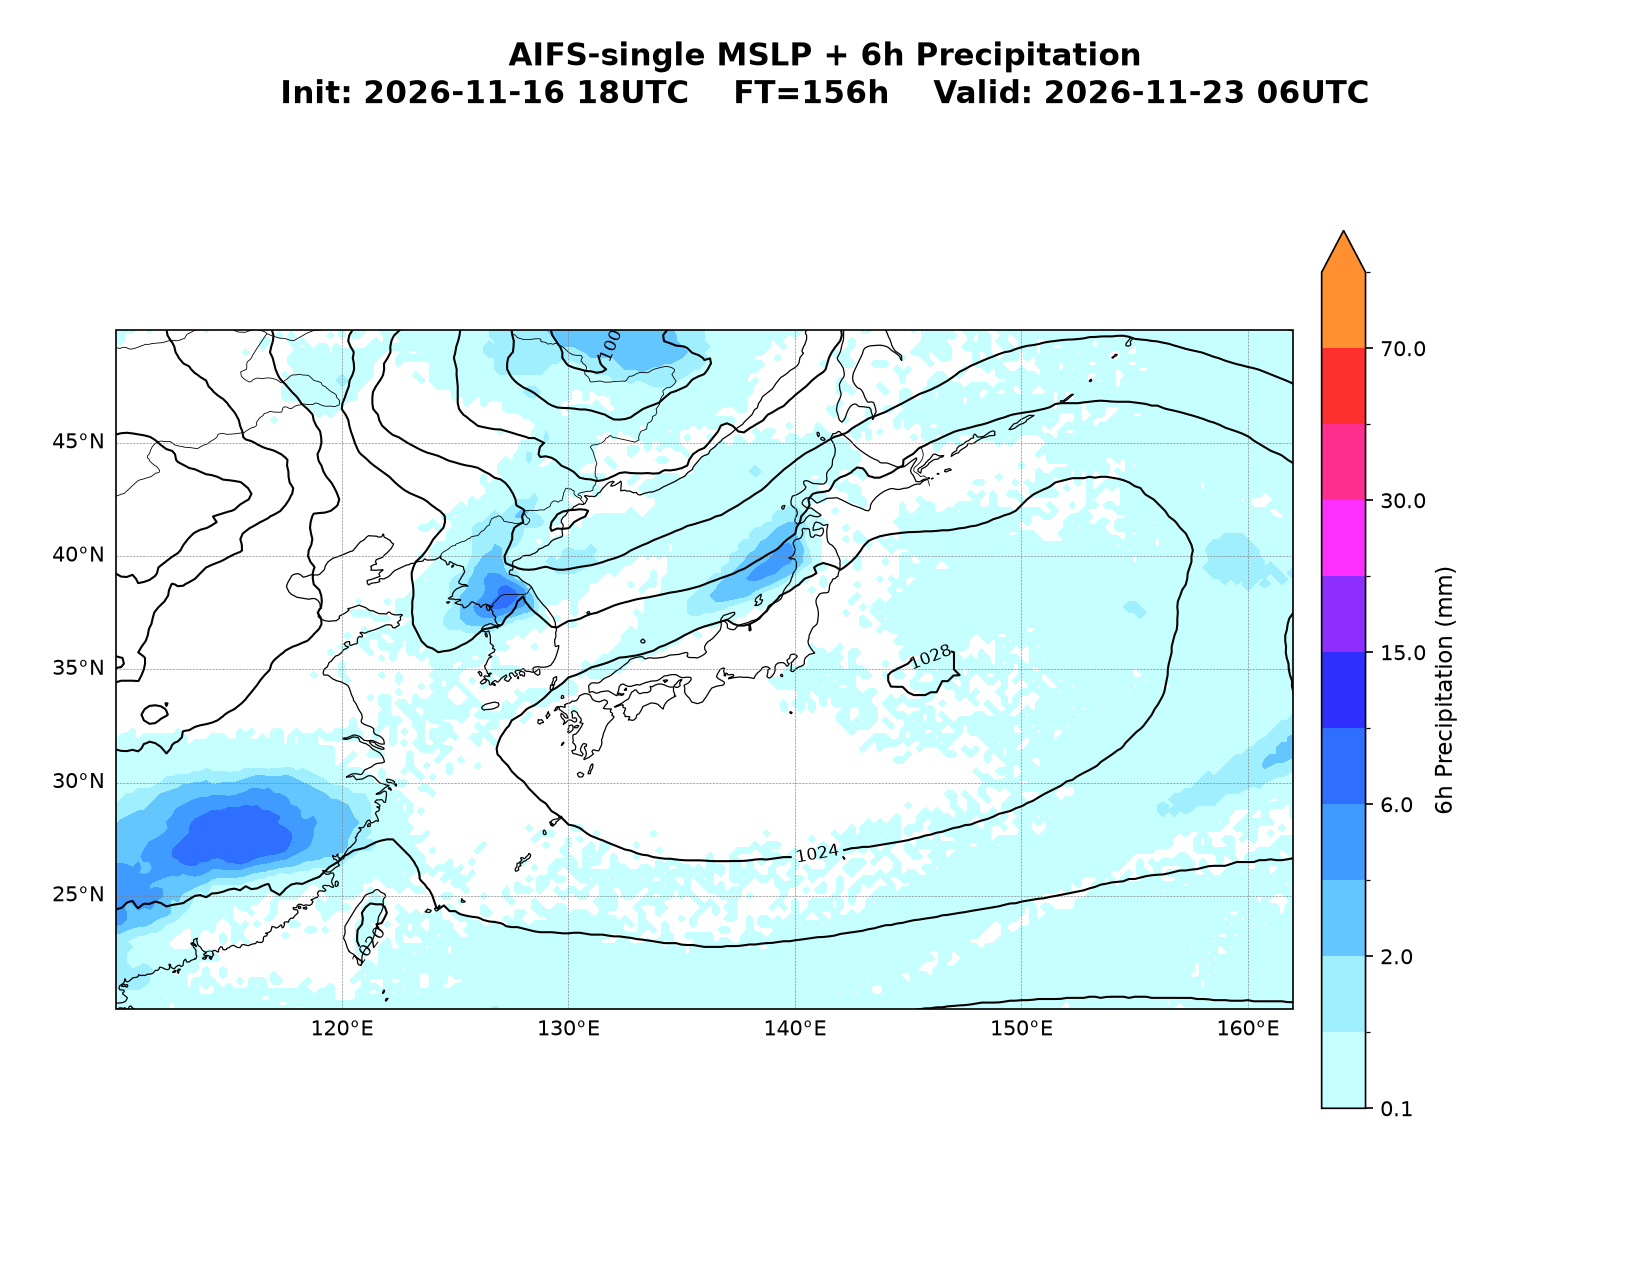 AIFS-single MSLP + 6h Precipitation
Init: 2026-11-16 18UTC    FT=156h    Valid: 2026-11-23 06UTC
70.0
30.0
15.0
6.0
2.0
0.1
6h Precipitation (mm)
45°N
40°N
35°N
30°N
25°N
100
1028
1024
1020
120°E
130°E
140°E
150°E
160°E